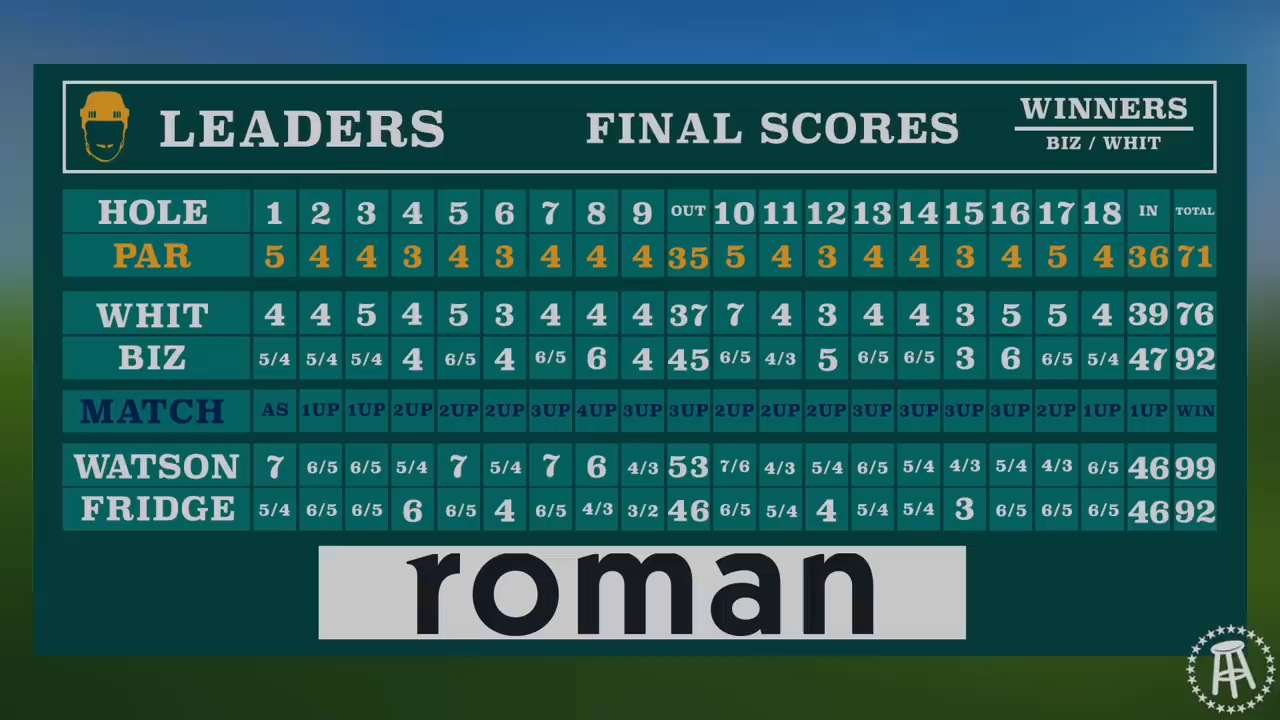 LEADERS FINAL SCORES WINNERS
BIZ / WHIT
HOLE 1 2 3 4 5 6 7 8 9 OUT 10 11 12 13 14 15 16 17 18 IN TOTAL
PAR 5 4 4 3 4 3 4 4 4 35 5 4 3 4 4 3 4 5 4 36 71
WHIT 4 4 5 4 5 3 4 4 4 37 7 4 3 4 4 3 5 5 4 39 76
BIZ 5/4 5/4 5/4 4 6/5 4 6/5 6 4 45 6/5 4/3 5 6/5 6/5 3 6 6/5 5/4 47 92
MATCH AS 1UP 1UP 2UP 2UP 2UP 3UP 4UP 3UP 3UP 2UP 2UP 2UP 3UP 3UP 3UP 3UP 2UP 1UP 1UP WIN
WATSON 7 6/5 6/5 5/4 7 5/4 7 6 4/3 53 7/6 4/3 5/4 6/5 5/4 4/3 5/4 4/3 6/5 46 99
FRIDGE 5/4 6/5 6/5 6 6/5 4 6/5 4/3 3/2 46 6/5 5/4 4 5/4 5/4 3 6/5 6/5 6/5 46 92
roman